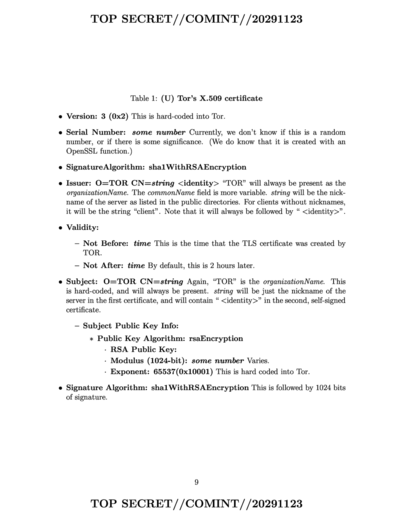 TOP SECRET//COMINT//20291123
Table 1: (U) Tor's X.509 certificate
• Version: 3 (0x2) This is hard-coded into Tor.
• Serial Number: some number Currently, we don't know if this is a random
number, or if there is some significance. (We do know that it is created with an
OpenSSL function.)
• SignatureAlgorithm: sha1WithRSAEncryption
• Issuer: O=TOR CN=string <identity> "TOR" will always be present as the
organizationName. The commonName field is more variable. string will be the nick-
name of the server as listed in the public directories. For clients without nicknames,
it will be the string "client". Note that it will always be followed by " <identity>".
• Validity:
– Not Before: time This is the time that the TLS certificate was created by
TOR.
– Not After: time By default, this is 2 hours later.
• Subject: O=TOR CN=string Again, "TOR" is the organizationName. This
is hard-coded, and will always be present. string will be just the nickname of the
server in the first certificate, and will contain " <identity>" in the second, self-signed
certificate.
– Subject Public Key Info:
∗ Public Key Algorithm: rsaEncryption
· RSA Public Key:
· Modulus (1024-bit): some number Varies.
· Exponent: 65537(0x10001) This is hard coded into Tor.
• Signature Algorithm: sha1WithRSAEncryption This is followed by 1024 bits
of signature.
9
TOP SECRET//COMINT//20291123